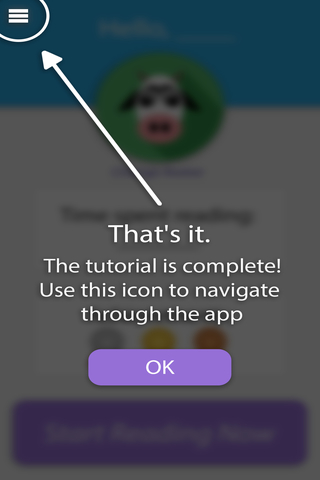 Hello,
That's it.
Time spent reading:
The tutorial is complete!
Use this icon to navigate
through the app
OK
Start Reading Now